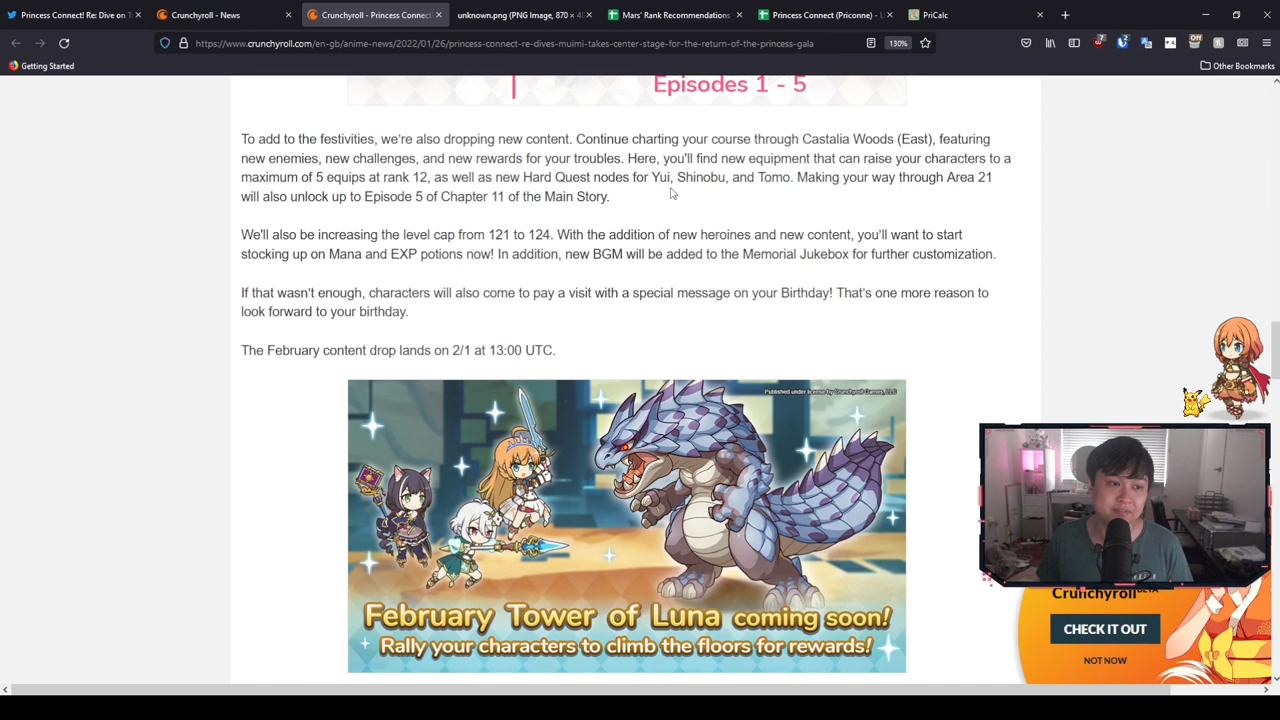 Princess Connect! Re: Dive on T
Crunchyroll - News
Crunchyroll - Princess Connect!
unknown.png (PNG Image, 870 × 4
Mars' Rank Recommendations
Princess Connect (Priconne) - 
PriCalc
https://www.crunchyroll.com/en-gb/anime-news/2022/01/26/princess-connect-re-dives-muimi-takes-center-stage-for-the-return-of-the-princess-gala
130%
Off
Getting Started
Other Bookmarks
Episodes 1 - 5
To add to the festivities, we're also dropping new content. Continue charting your course through Castalia Woods (East), featuring
new enemies, new challenges, and new rewards for your troubles. Here, you'll find new equipment that can raise your characters to a
maximum of 5 equips at rank 12, as well as new Hard Quest nodes for Yui, Shinobu, and Tomo. Making your way through Area 21
will also unlock up to Episode 5 of Chapter 11 of the Main Story.
We'll also be increasing the level cap from 121 to 124. With the addition of new heroines and new content, you'll want to start
stocking up on Mana and EXP potions now! In addition, new BGM will be added to the Memorial Jukebox for further customization.
If that wasn't enough, characters will also come to pay a visit with a special message on your Birthday! That's one more reason to
look forward to your birthday.
The February content drop lands on 2/1 at 13:00 UTC.
Published under license by Crunchyroll Games, LLC
February Tower of Luna coming soon!
Rally your characters to climb the floors for rewards!
Crunchyroll BETA
CHECK IT OUT
NOT NOW